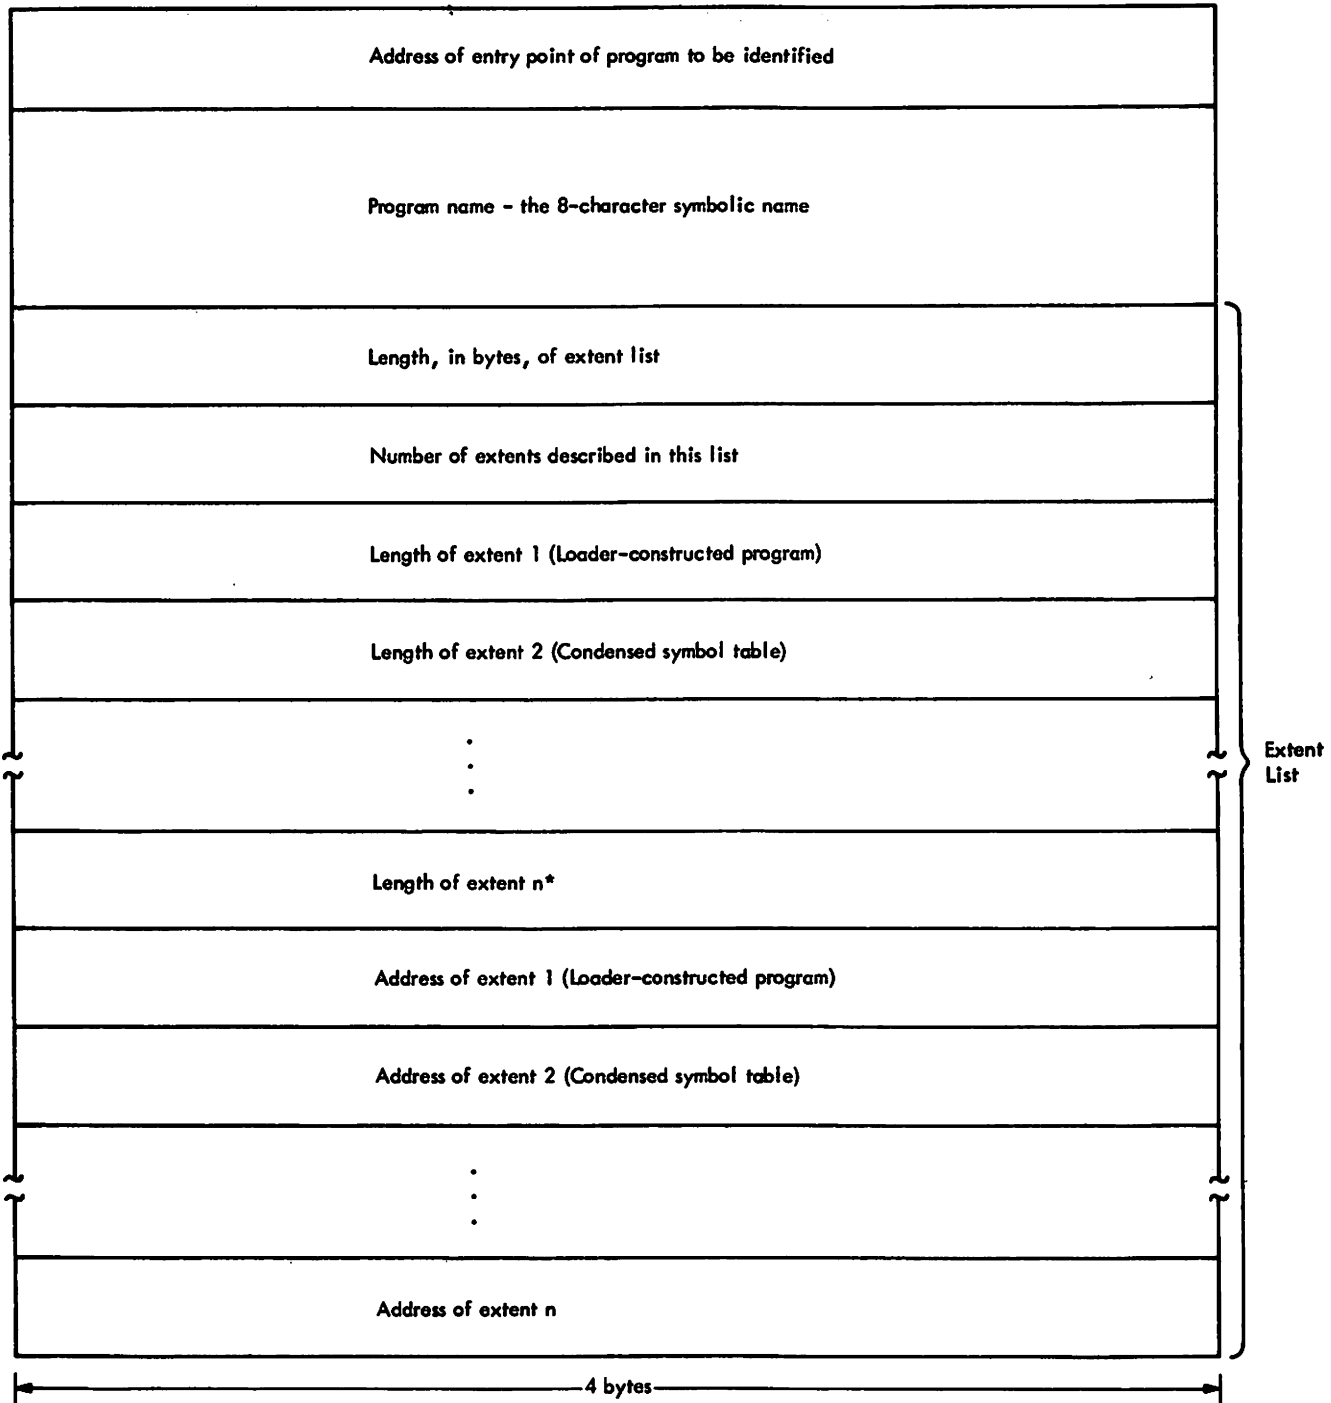 Address of entry point of program to be identified
Program name - the 8-character symbolic name
Length, in bytes, of extent list
Number of extents described in this list
Length of extent 1 (Loader-constructed program)
Length of extent 2 (Condensed symbol table)
.
.
.
Extent
List
Length of extent n*
Address of extent 1 (Loader-constructed program)
Address of extent 2 (Condensed symbol table)
.
.
.
Address of extent n
4 bytes